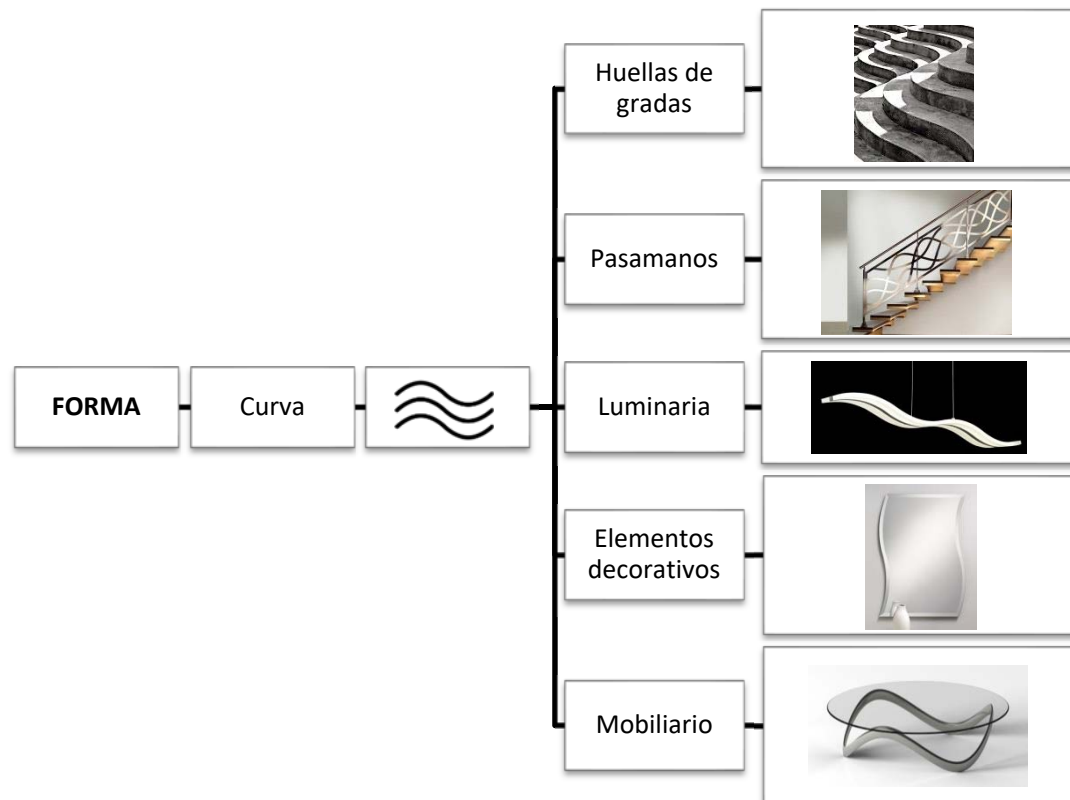 Huellas de
gradas
Pasamanos
FORMA
Curva
Luminaria
Elementos
decorativos
Mobiliario